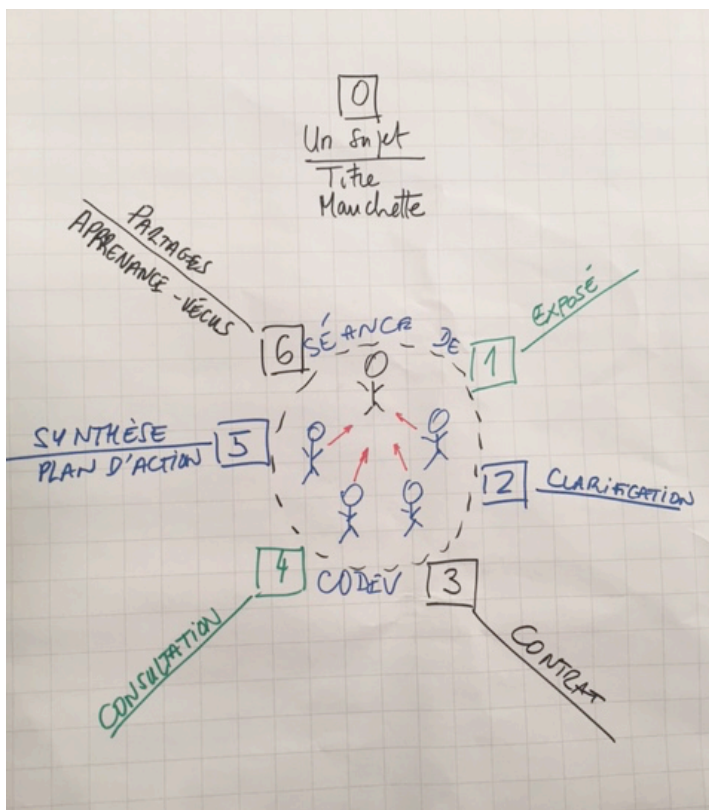 0
Un sujet
Titre
Manchette
SÉANCE DE
CODEV
1
EXPOSÉ
2
CLARIFICATION
3
CONTRAT
4
CONSULTATION
5
SYNTHÈSE
PLAN D'ACTION
6
PARTAGES
APPRENANCE - VÉCUS